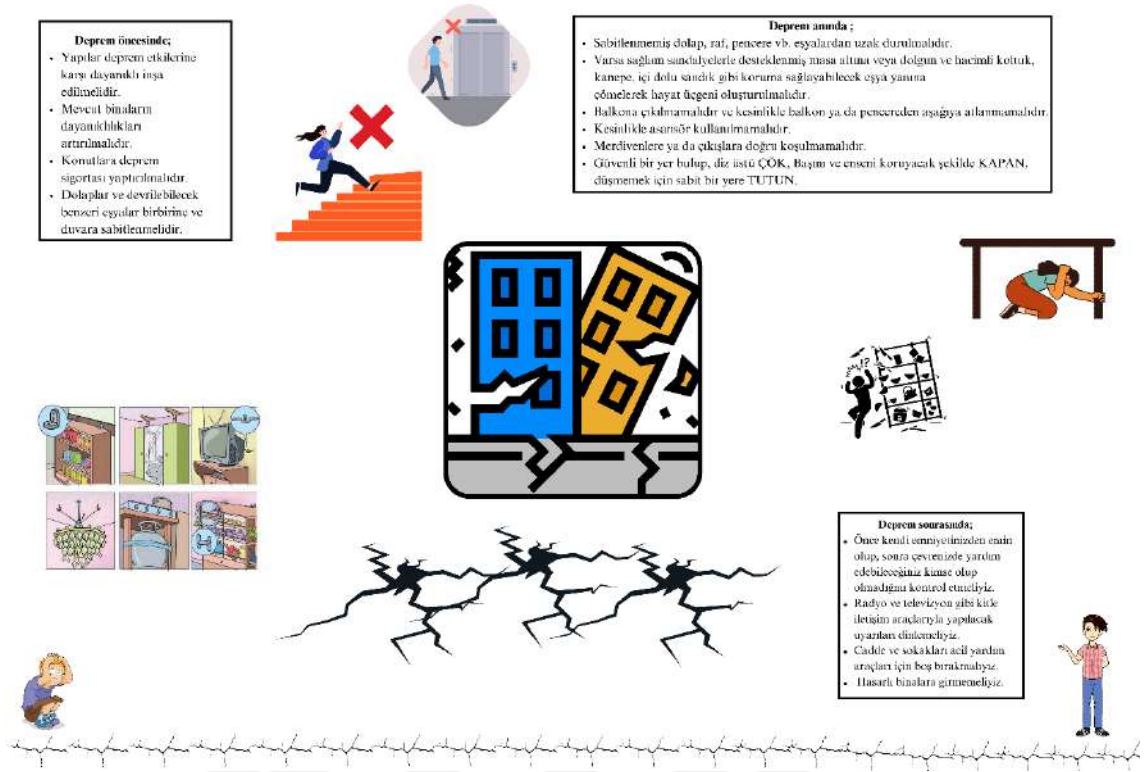 Deprem öncesinde;
• Yapılar deprem etkilerine
karşı dayanıklı inşa
edilmelidir.
• Mevcut binaların
dayanıklılıkları
artırılmalıdır.
• Konutlara deprem
sigortası yaptırılmalıdır.
• Dolaplar ve devrilebilecek
benzeri eşyalar birbirine ve
duvara sabitlenmelidir.
Deprem anında ;
• Sabitlenmemiş dolap, raf, pencere vb. eşyalardan uzak durulmalıdır.
• Varsa sağlam sandalyelerle desteklenmiş masa altına veya dolgun ve hacimli koltuk,
kanepe, içi dolu sandık gibi koruma sağlayabilecek eşya yanına
çömelerek hayat üçgeni oluşturulmalıdır.
• Balkona çıkılmamalıdır ve kesinlikle balkon ya da pencereden aşağıya atlanmamalıdır.
• Kesinlikle asansör kullanılmamalıdır.
• Merdivenlere ya da çıkışlara doğru koşulmamalıdır.
• Güvenli bir yer bulup, diz üstü ÇÖK, Başını ve enseni koruyacak şekilde KAPAN,
düşmemek için sabit bir yere TUTUN.
!?
Deprem sonrasında;
• Önce kendi emniyetinizden emin
olup, sonra çevrenizde yardım
edebileceğiniz kimse olup
olmadığını kontrol etmeliyiz.
• Radyo ve televizyon gibi kitle
iletişim araçlarıyla yapılacak
uyarıları dinlemeliyiz.
• Cadde ve sokakları acil yardım
araçları için boş bırakmalıyız.
• Hasarlı binalara girmemeliyiz.